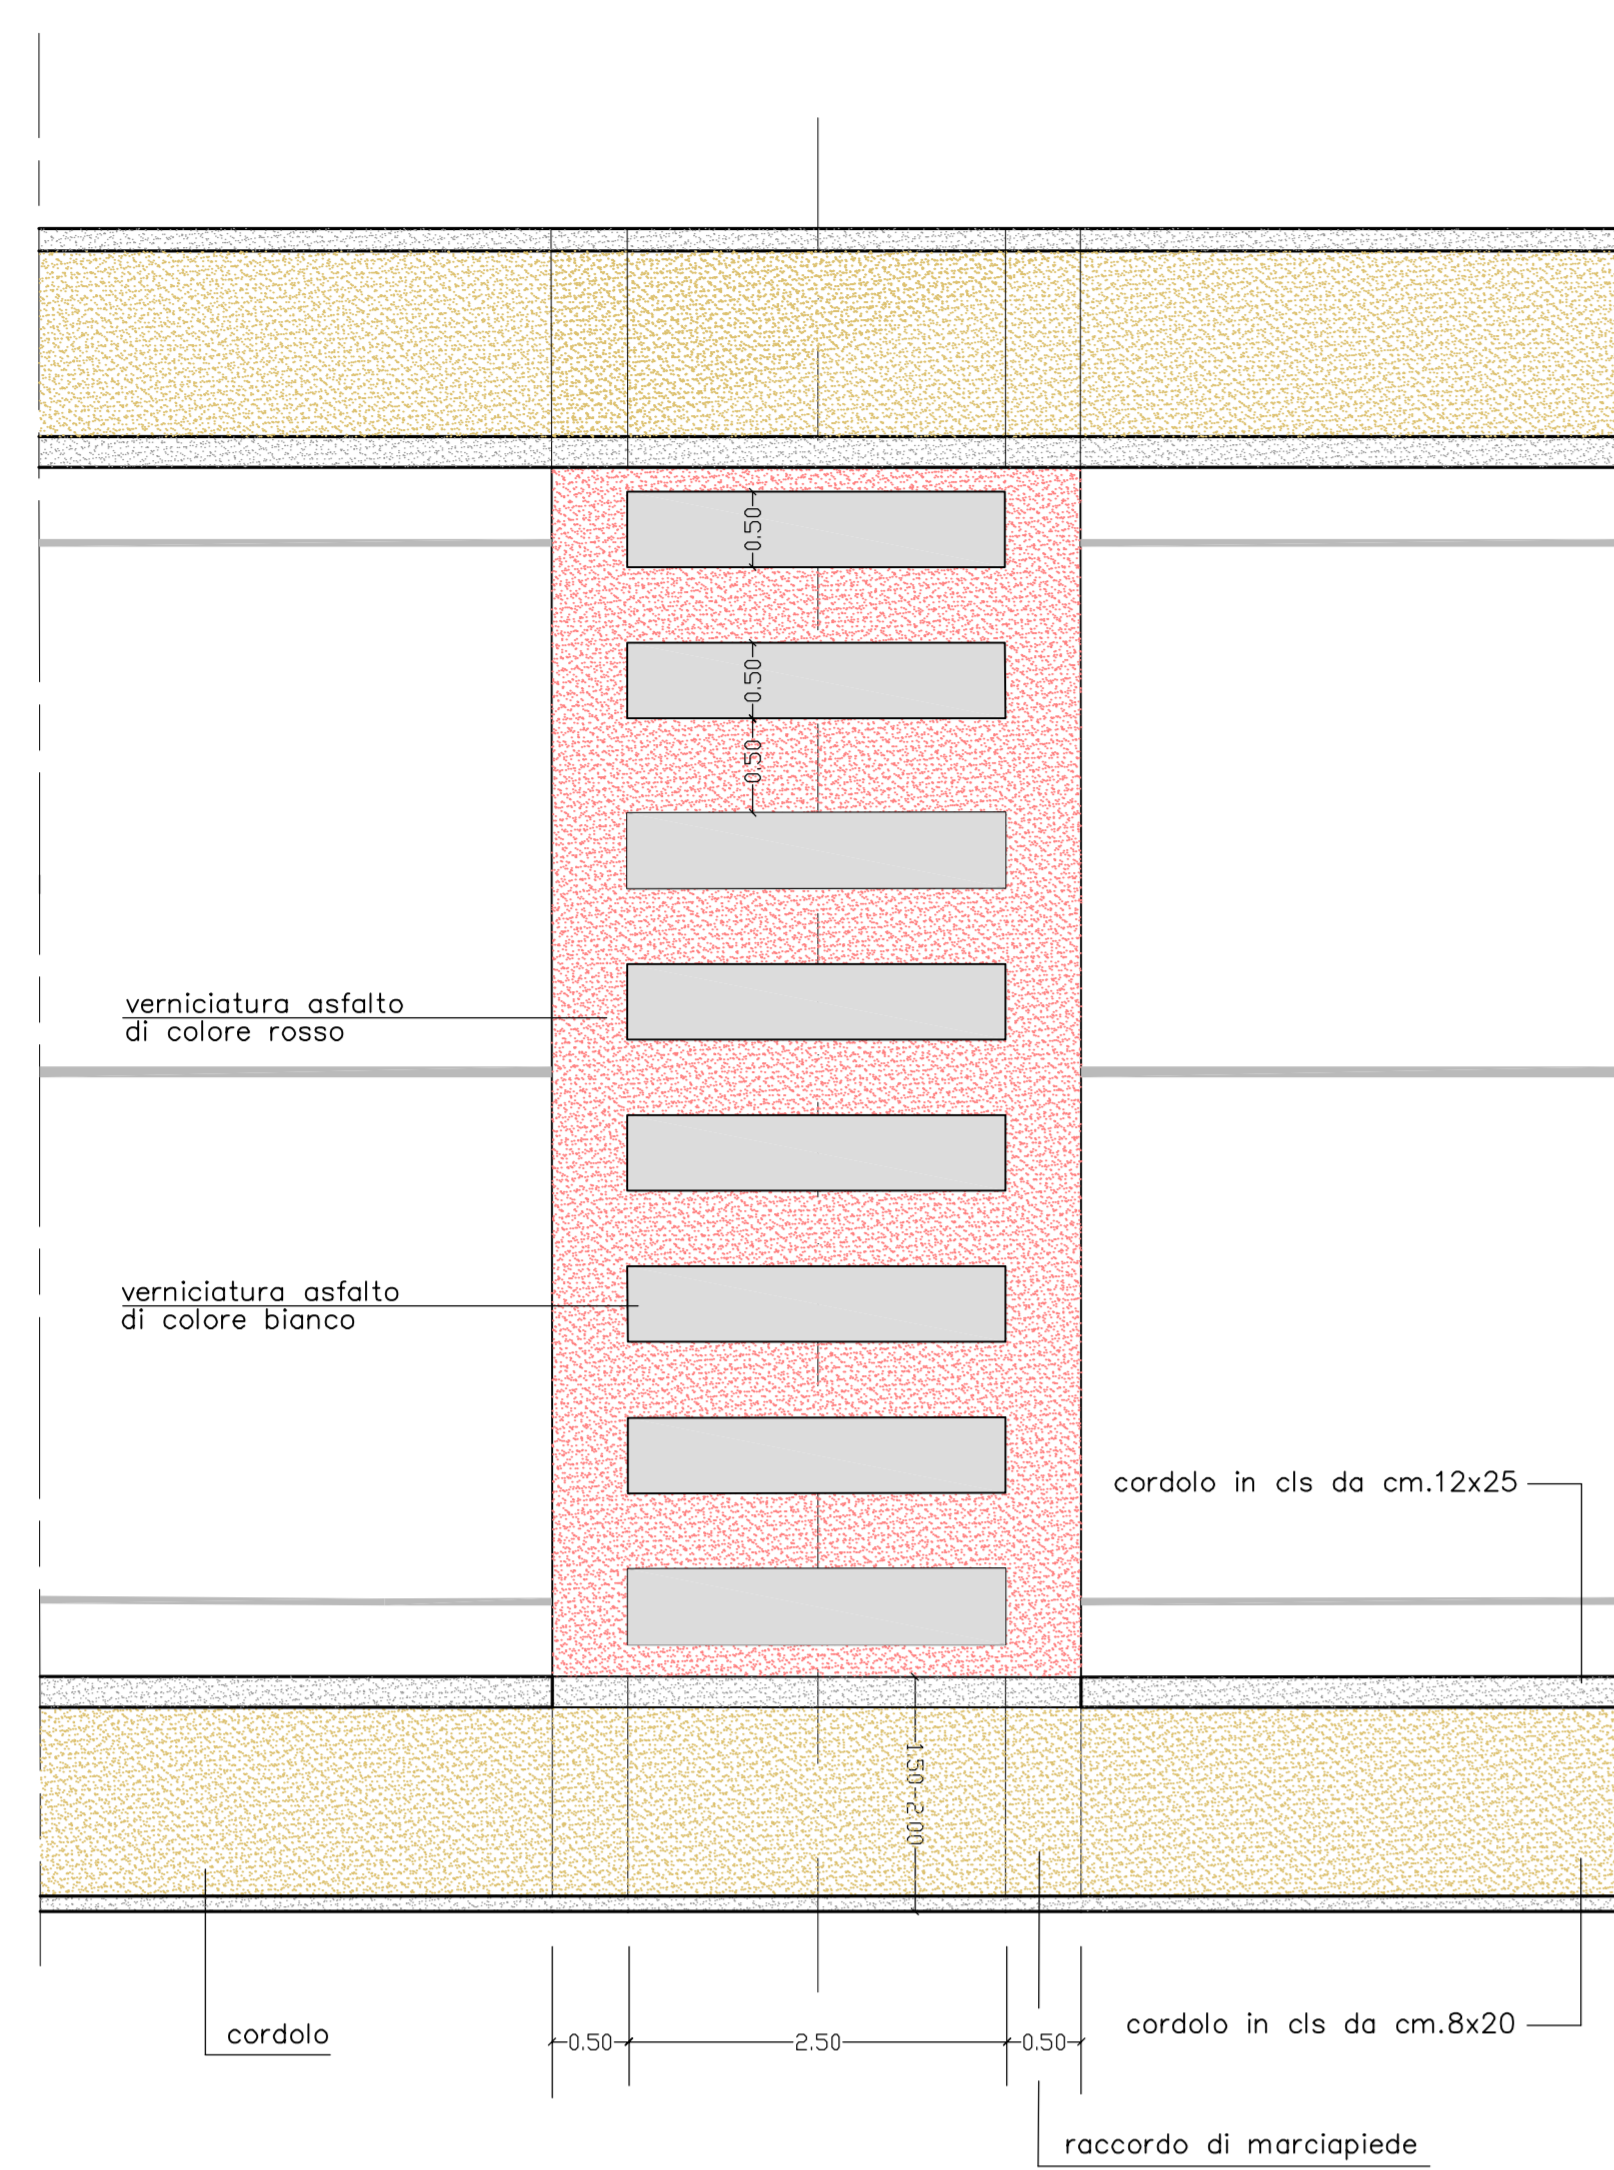 0.50
0.50
0.50
verniciatura asfalto
di colore rosso
verniciatura asfalto
di colore bianco
cordolo in cls da cm.12x25
1.50-2.00
cordolo
cordolo in cls da cm.8x20
0.50
2.50
0.50
raccordo di marciapiede